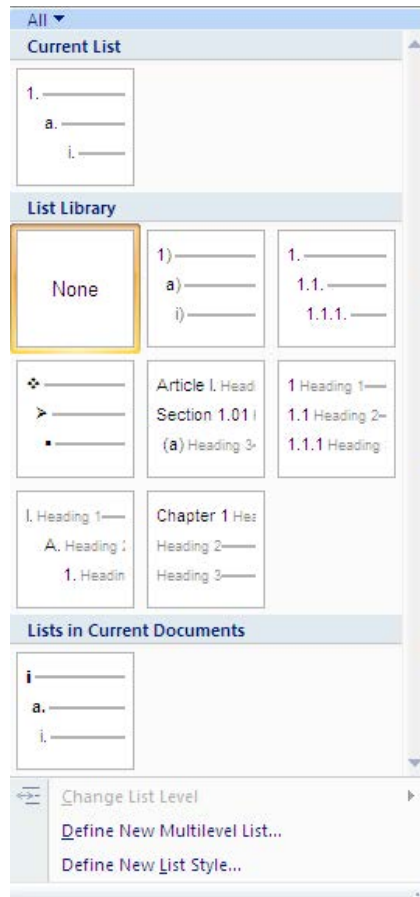 All
Current List
1.
a.
i.
List Library
None
1)
a)
i)
1.
1.1.
1.1.1.
Article I. Head
Section 1.01
(a) Heading 3
1 Heading 1
1.1 Heading 2
1.1.1 Heading
I. Heading 1
A. Heading
1. Headin
Chapter 1 Hea
Heading 2
Heading 3
Lists in Current Documents
i
a.
i.
Change List Level
Define New Multilevel List...
Define New List Style...